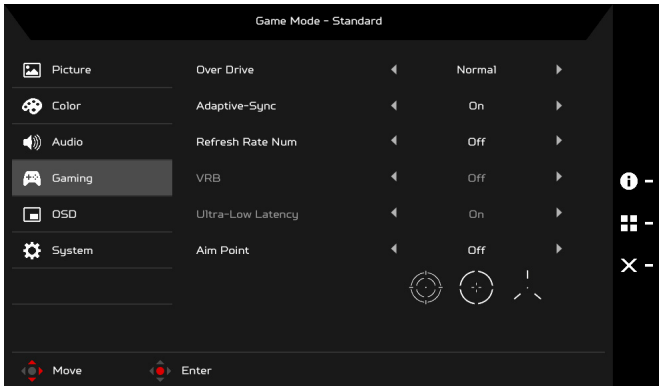 Game Mode - Standard
Picture
Over Drive Normal
Color
Adaptive-Sync On
Audio
Refresh Rate Num Off
Gaming
VRB Off
OSD
Ultra-Low Latency On
System
Aim Point Off
Move Enter